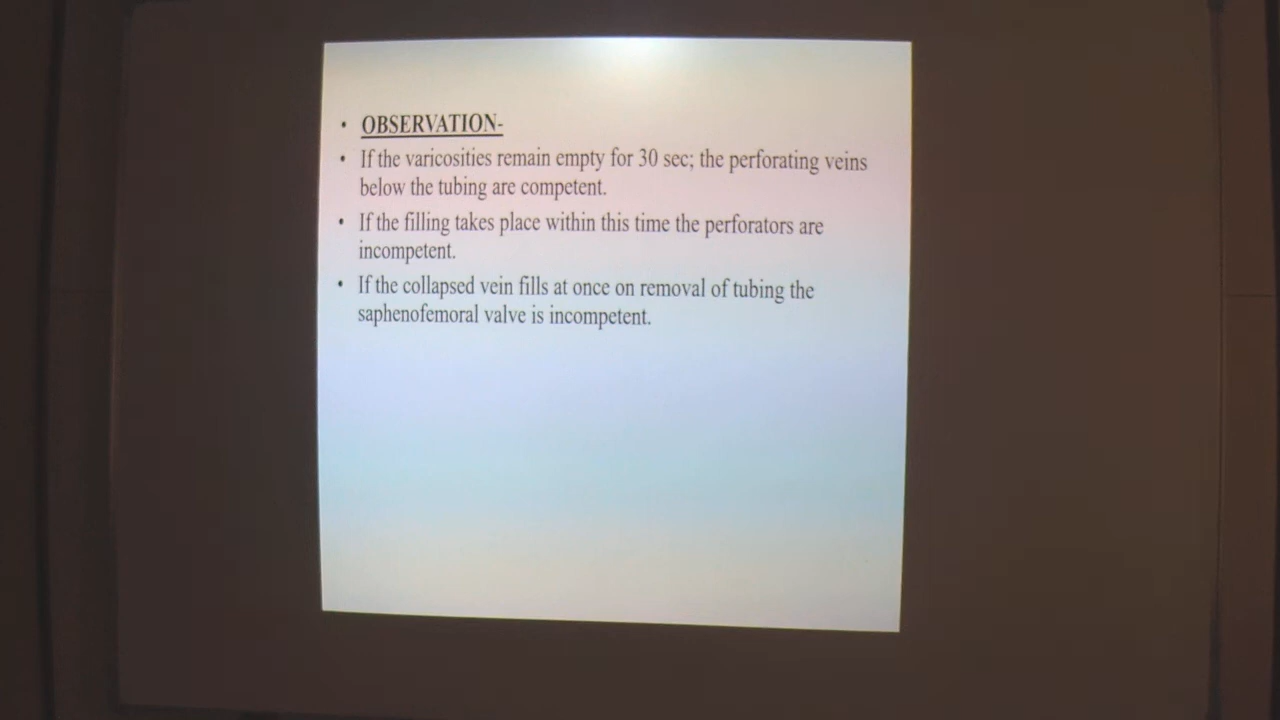 • OBSERVATION-
• If the varicosities remain empty for 30 sec; the perforating veins
below the tubing are competent.
• If the filling takes place within this time the perforators are
incompetent.
• If the collapsed vein fills at once on removal of tubing the
saphenofemoral valve is incompetent.